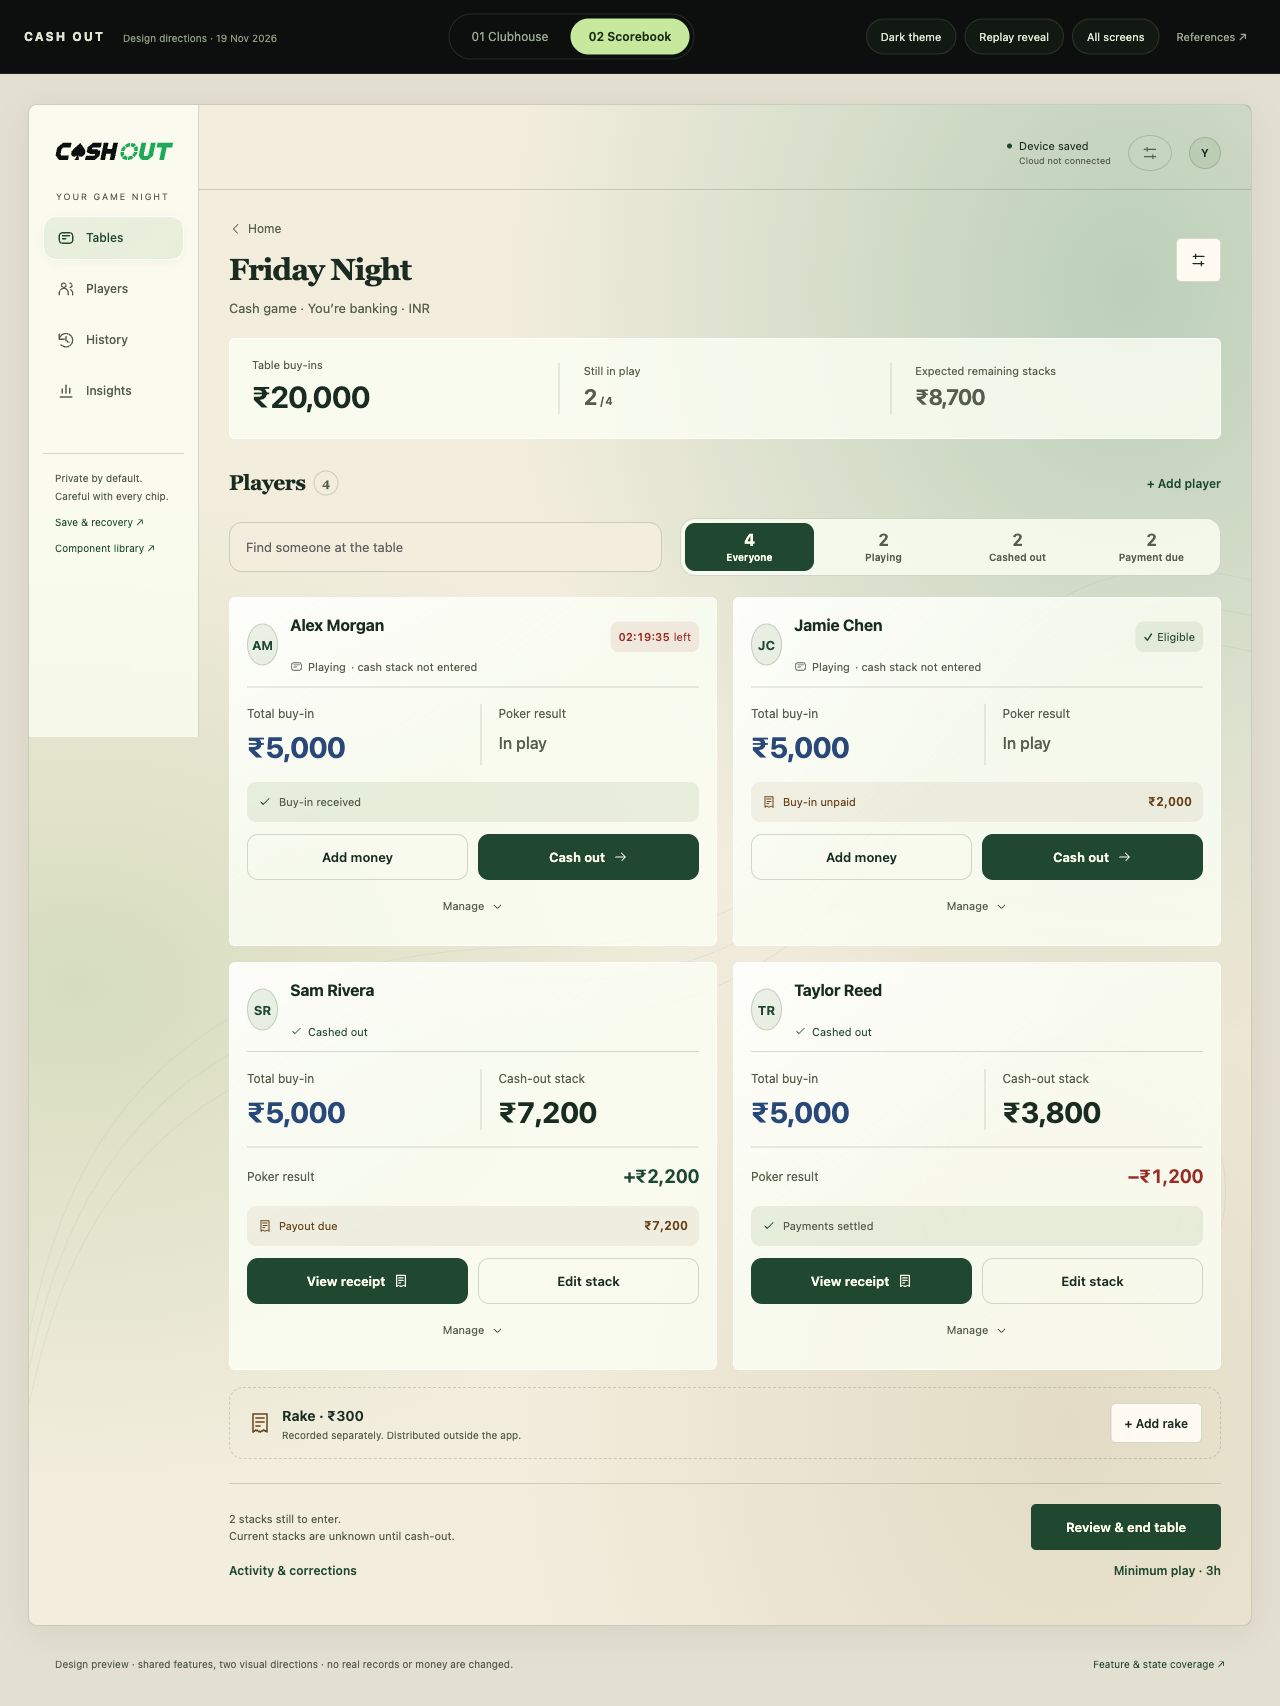 CASH OUT
Design directions · 19 Nov 2026
01 Clubhouse
02 Scorebook
Dark theme
Replay reveal
All screens
References ↗
CASH OUT
YOUR GAME NIGHT
Tables
Players
History
Insights
Private by default.
Careful with every chip.
Save & recovery ↗
Component library ↗
Device saved
Cloud not connected
Y
Home
Friday Night
Cash game · You're banking · INR
Table buy-ins
₹20,000
Still in play
2 /4
Expected remaining stacks
₹8,700
Players 4
+ Add player
Find someone at the table
4
Everyone
2
Playing
2
Cashed out
2
Payment due
AM
Alex Morgan
02:19:35 left
Playing · cash stack not entered
Total buy-in
₹5,000
Poker result
In play
Buy-in received
Add money
Cash out →
Manage
JC
Jamie Chen
✓ Eligible
Playing · cash stack not entered
Total buy-in
₹5,000
Poker result
In play
Buy-in unpaid
₹2,000
Add money
Cash out →
Manage
SR
Sam Rivera
Cashed out
Total buy-in
₹5,000
Cash-out stack
₹7,200
Poker result
+₹2,200
Payout due
₹7,200
View receipt
Edit stack
Manage
TR
Taylor Reed
Cashed out
Total buy-in
₹5,000
Cash-out stack
₹3,800
Poker result
−₹1,200
Payments settled
View receipt
Edit stack
Manage
Rake · ₹300
Recorded separately. Distributed outside the app.
+ Add rake
2 stacks still to enter.
Current stacks are unknown until cash-out.
Review & end table
Activity & corrections
Minimum play · 3h
Design preview · shared features, two visual directions · no real records or money are changed.
Feature & state coverage ↗